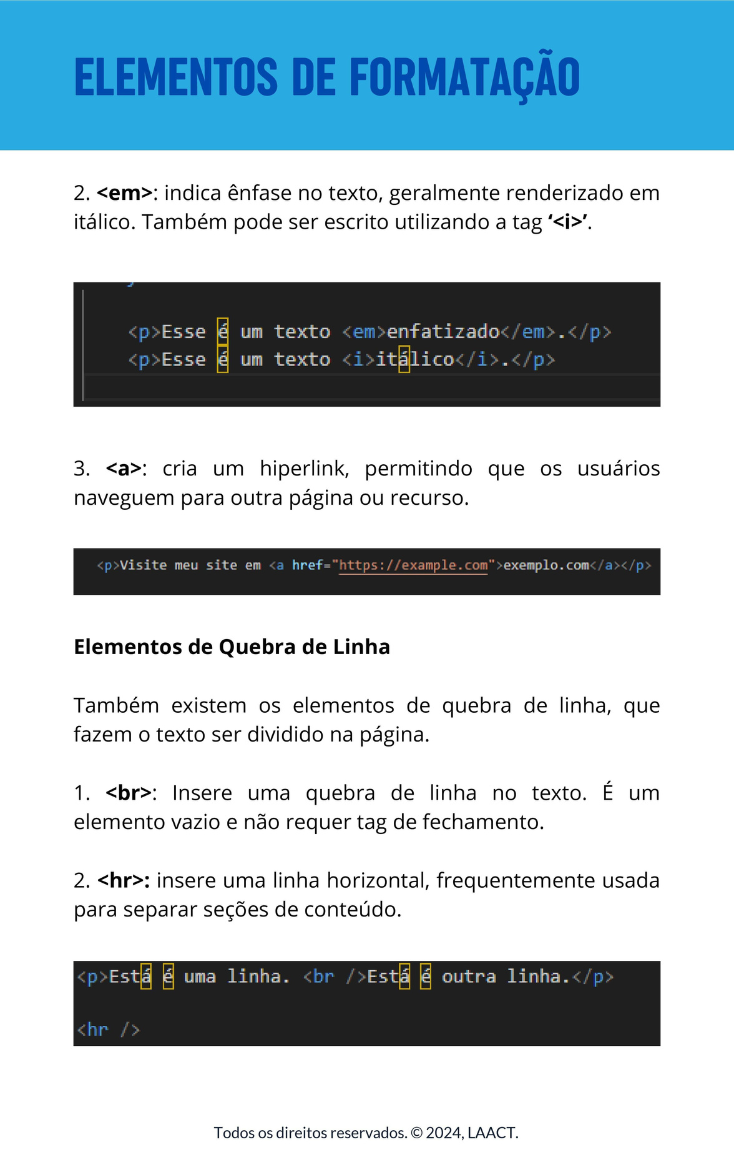 ELEMENTOS DE FORMATAÇÃO
2. <em>: indica ênfase no texto, geralmente renderizado em
itálico. Também pode ser escrito utilizando a tag ‘<i>’.
<p>Esse é um texto <em>enfatizado</em>.</p>
<p>Esse é um texto <i>itálico</i>.</p>
3. <a>: cria um hiperlink, permitindo que os usuários
naveguem para outra página ou recurso.
<p>Visite meu site em <a href="https://example.com">exemplo.com</a></p>
Elementos de Quebra de Linha
Também existem os elementos de quebra de linha, que
fazem o texto ser dividido na página.
1. <br>: Insere uma quebra de linha no texto. É um
elemento vazio e não requer tag de fechamento.
2. <hr>: insere uma linha horizontal, frequentemente usada
para separar seções de conteúdo.
<p>Está é uma linha. <br />Está é outra linha.</p>
<hr />
Todos os direitos reservados. © 2024, LAACT.